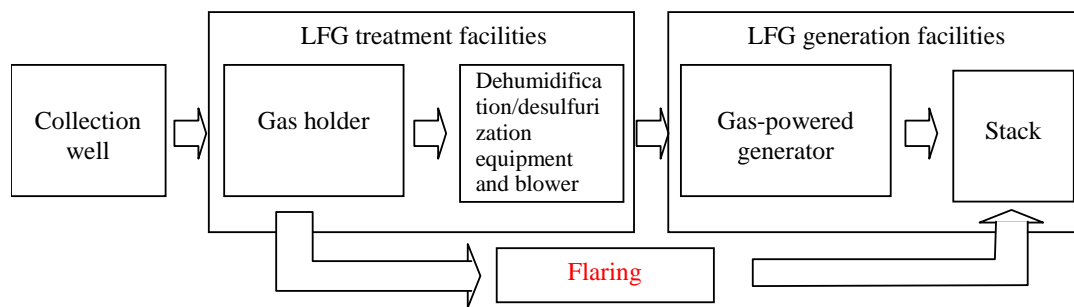 LFG treatment facilities
LFG generation facilities
Collection
well
Gas holder
Dehumidifica
tion/desulfuri
zation
equipment
and blower
Gas-powered
generator
Stack
Flaring